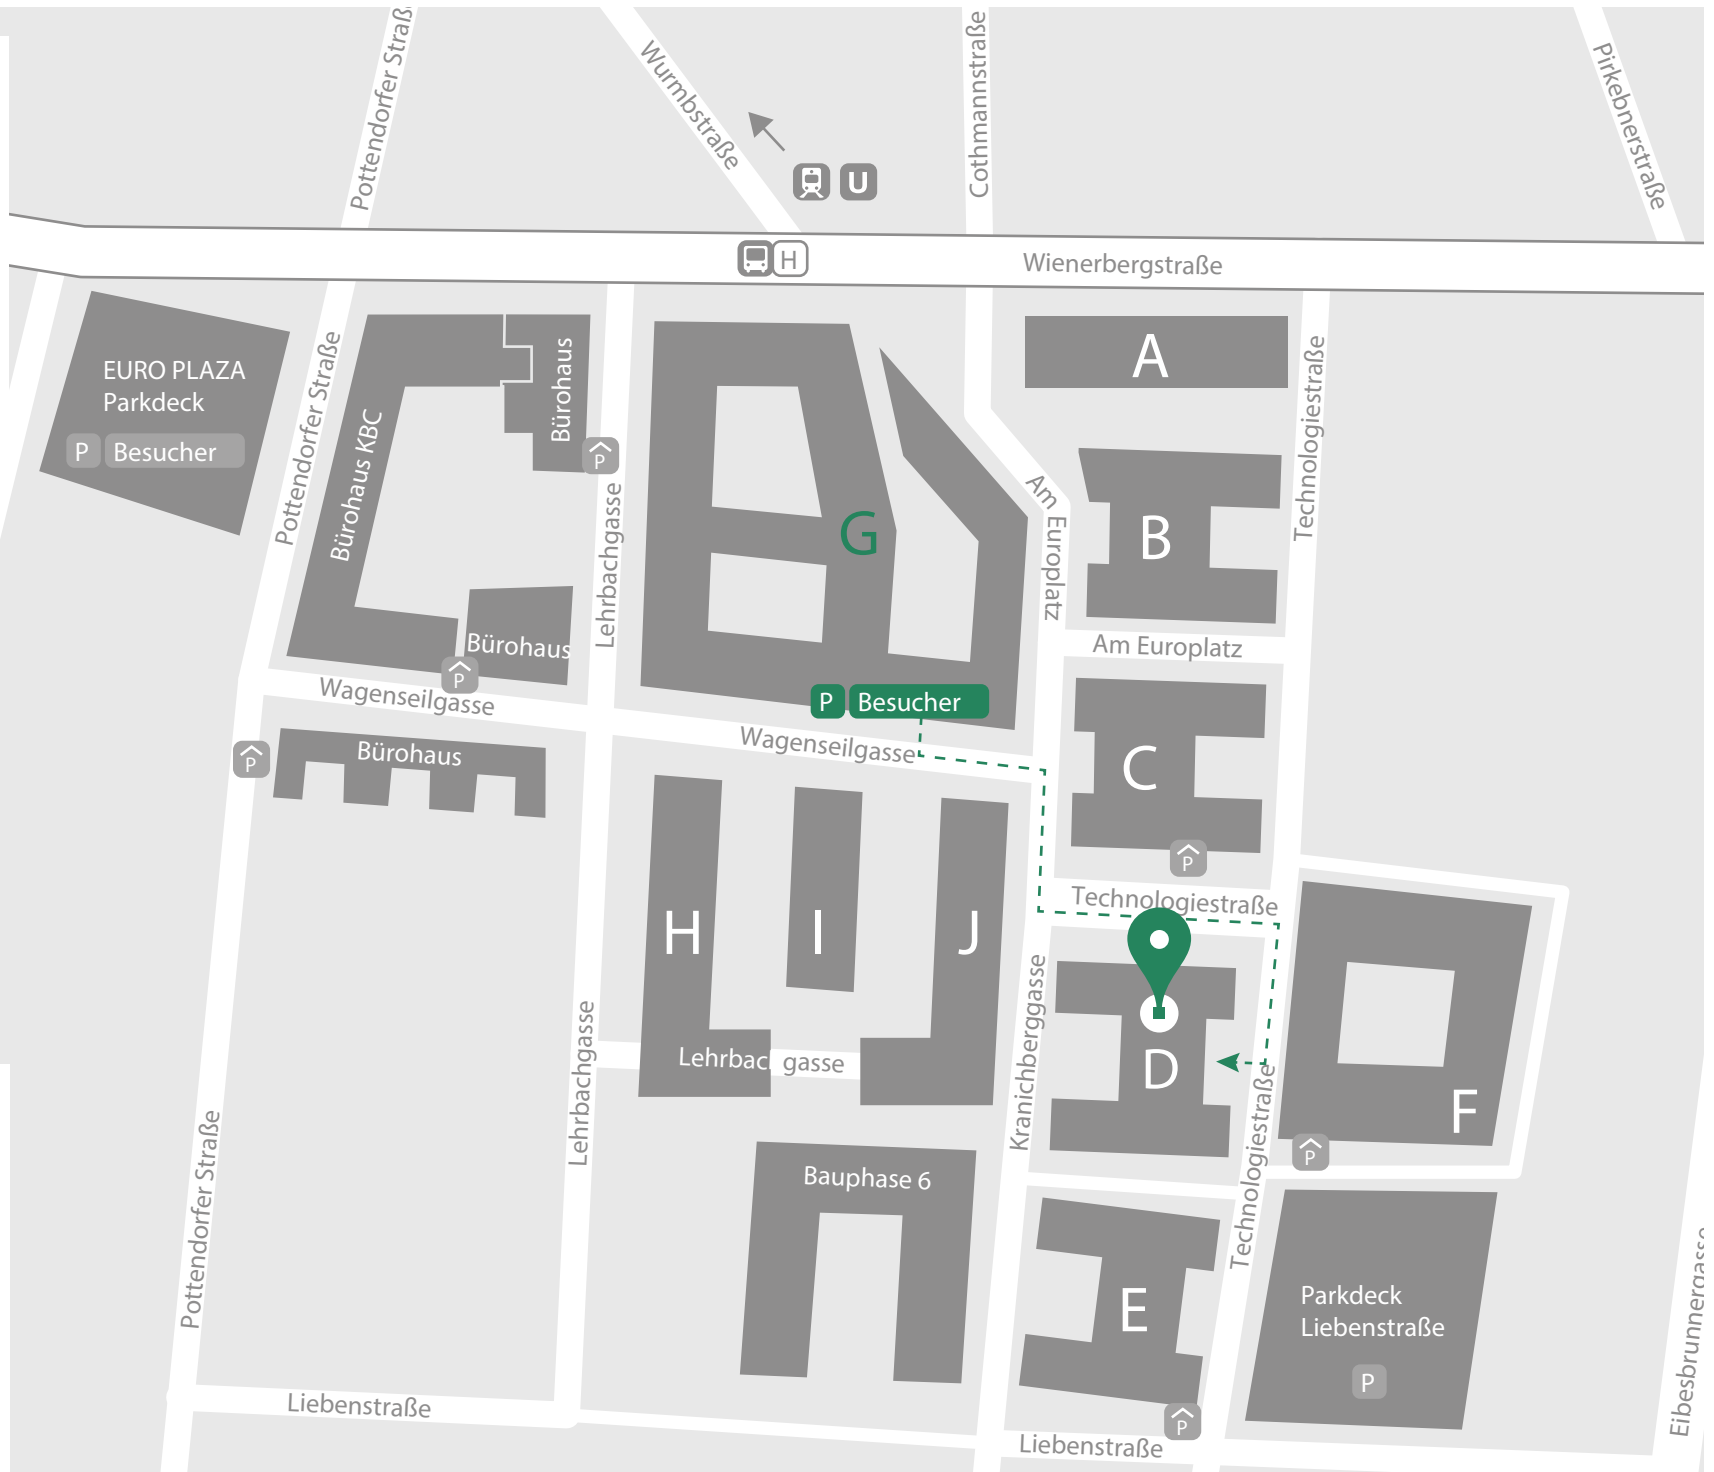 Pottendorfer Straß
Wurmbstraße
Cothmannstraße
Pirkebnerstraße
U
H
Wienerbergstraße
EURO PLAZA
Parkdeck
P Besucher
Pottendorfer Straße
Bürohaus KBC
Bürohaus
P
Lehrbachgasse
G
A
Am
Europlatz
B
Technologiestraße
Am Europlatz
Bürohaus
P
Wagenseilgasse
P Besucher
Wagenseilgasse
C
P
P
Bürohaus
H
I
J
Technologiestraße
Kranichberggasse
D
Technologiestraße
F
P
Lehrbachgasse
Lehrbac gasse
Pottendorfer Straße
Bauphase 6
E
P
Parkdeck
Liebenstraße
P
Eibesbrunnergasse
Liebenstraße
Liebenstraße